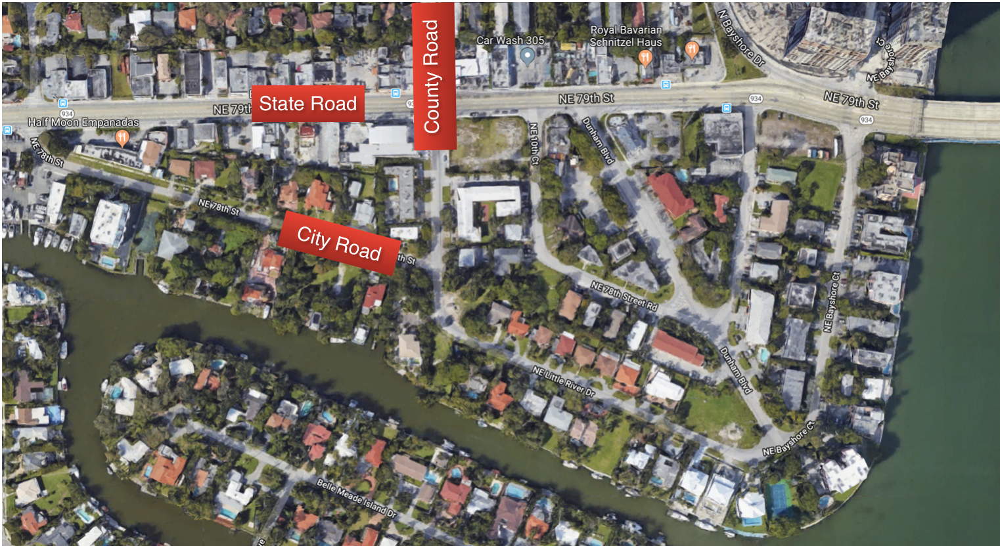 N Bayshore Dr
County Road
Royal Bavarian
Schnitzel Haus
Car Wash 305
NE Bayshore Ct
State Road
NE 79th St
NE 79th St
NE 79th St
934
934
934
Half Moon Empanadas
NE 78th St
NE 10th Ct
Dunham Blvd
NE 78th St
City Road
th St
NE 78th Street Rd
NE Bayshore Ct
Dunham Blvd
NE Little River Dr
NE Bayshore Ct
Belle Meade Island Dr